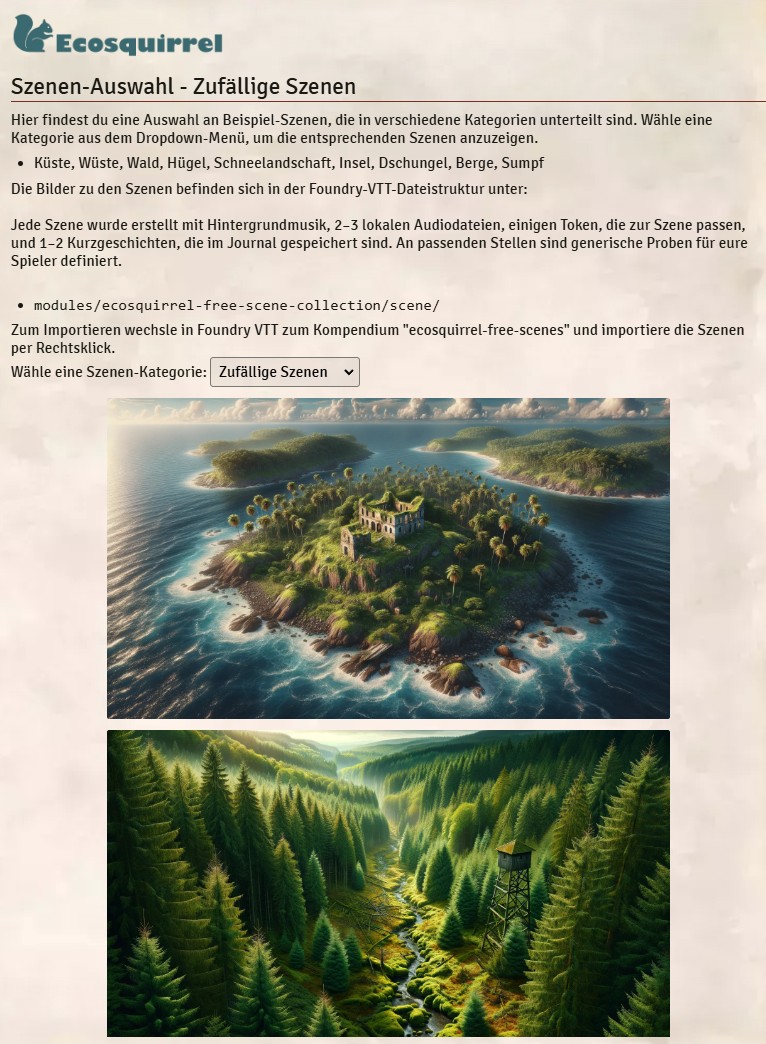 Ecosquirrel
Szenen-Auswahl - Zufällige Szenen
Hier findest du eine Auswahl an Beispiel-Szenen, die in verschiedene Kategorien unterteilt sind. Wähle eine
Kategorie aus dem Dropdown-Menü, um die entsprechenden Szenen anzuzeigen.
• Küste, Wüste, Wald, Hügel, Schneelandschaft, Insel, Dschungel, Berge, Sumpf
Die Bilder zu den Szenen befinden sich in der Foundry-VTT-Dateistruktur unter:
Jede Szene wurde erstellt mit Hintergrundmusik, 2–3 lokalen Audiodateien, einigen Token, die zur Szene passen,
und 1–2 Kurzgeschichten, die im Journal gespeichert sind. An passenden Stellen sind generische Proben für eure
Spieler definiert.
• modules/ecosquirrel-free-scene-collection/scene/
Zum Importieren wechsle in Foundry VTT zum Kompendium "ecosquirrel-free-scenes" und importiere die Szenen
per Rechtsklick.
Wähle eine Szenen-Kategorie: Zufällige Szenen